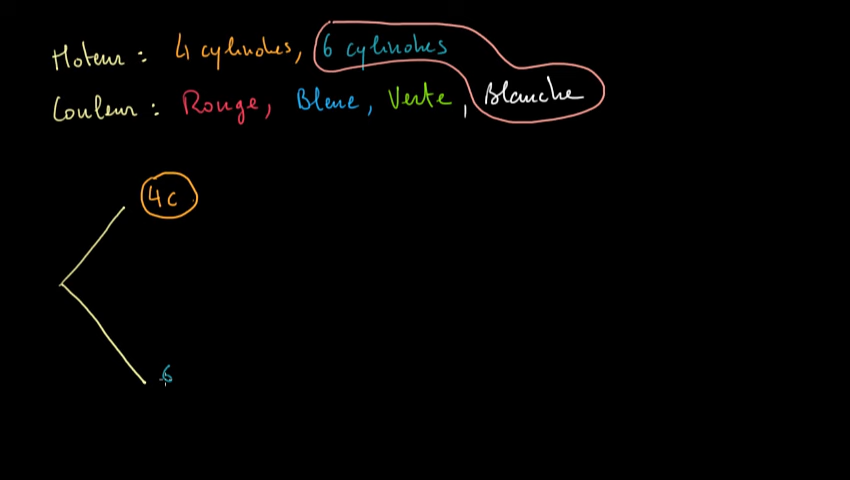 Moteur : 4 cylindres, 6 cylindres
Couleur : Rouge, Bleue, Verte, Blanche
4c
6